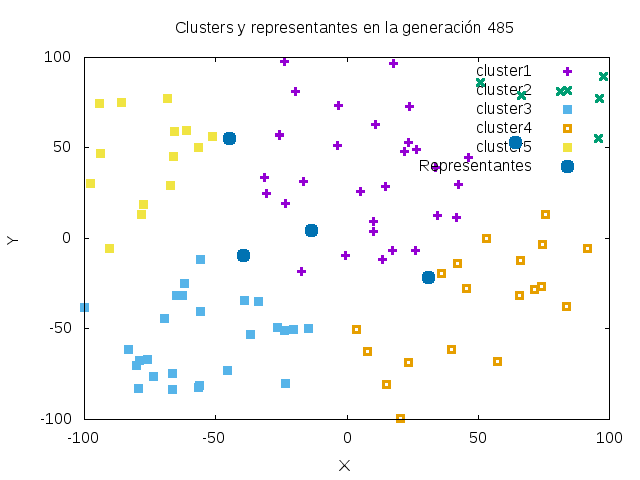 Clusters y representantes en la generación 485
100
cluster1
cluster2
cluster3
50
cluster4
cluster5
Representantes
Y
0
-50
-100
-100 -50 0 50 100
X